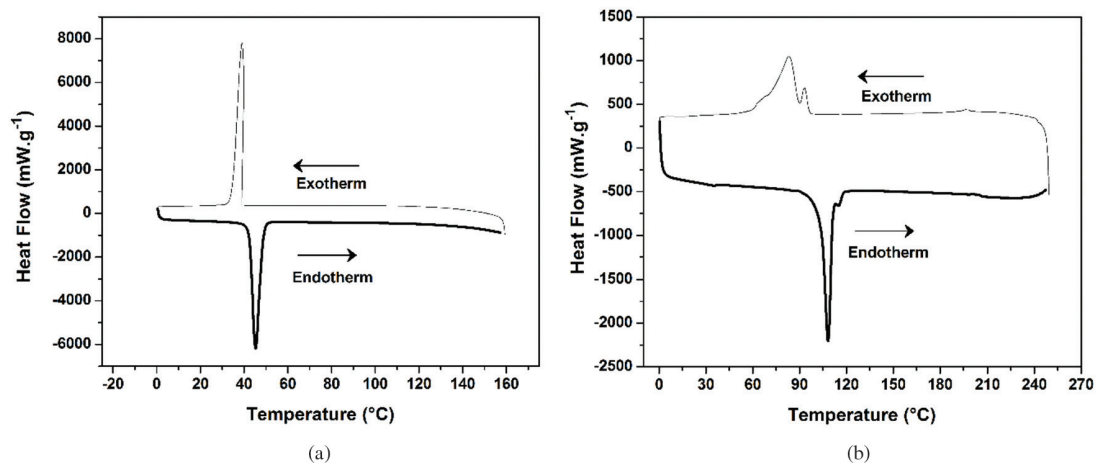 8000
6000
4000
2000
0
-2000
-4000
-6000
Heat Flow (mW.g-1)
Exotherm
Endotherm
-20 0 20 40 60 80 100 120 140 160
Temperature (°C)
(a)
1500
1000
500
0
-500
-1000
-1500
-2000
-2500
Heat Flow (mW.g-1)
Exotherm
Endotherm
0 30 60 90 120 150 180 210 240 270
Temperature (°C)
(b)